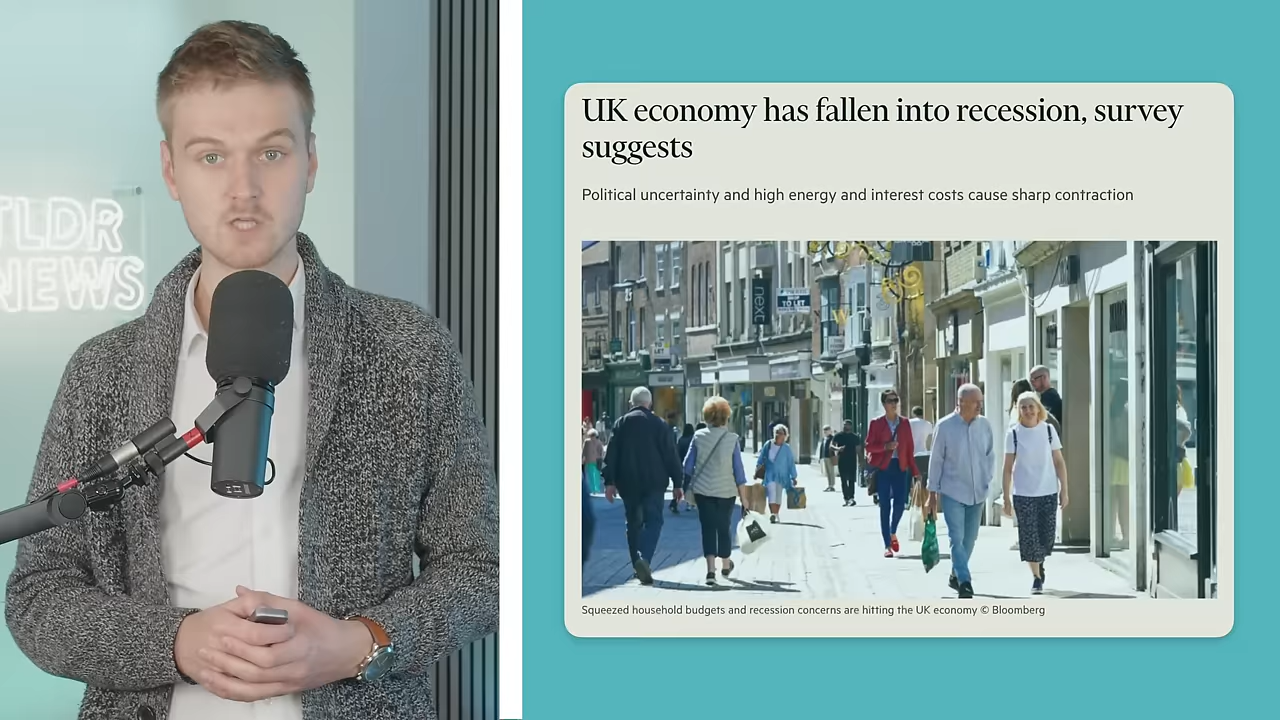 TLDR
NEWS
UK economy has fallen into recession, survey
suggests
Political uncertainty and high energy and interest costs cause sharp contraction
next
TO LET
LET
Squeezed household budgets and recession concerns are hitting the UK economy © Bloomberg